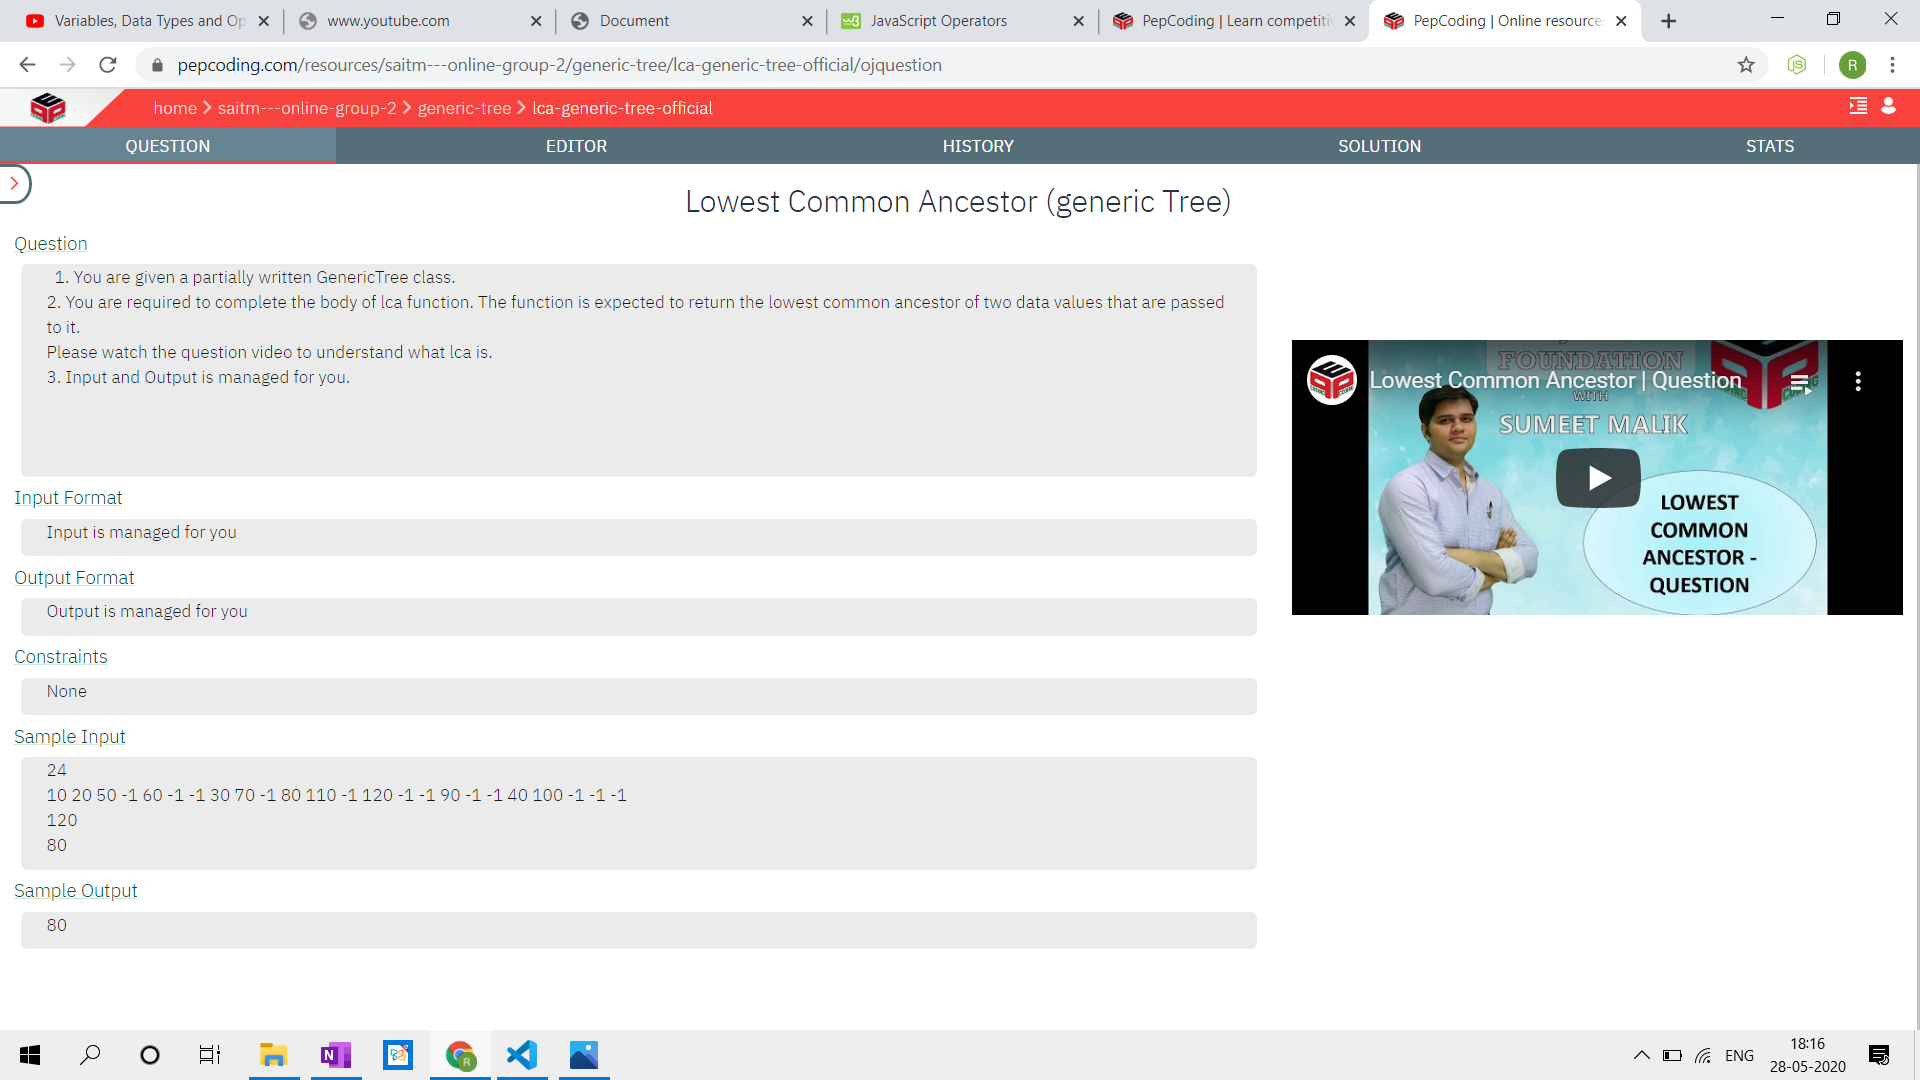 Variables, Data Types and Op
www.youtube.com
Document
JavaScript Operators
PepCoding | Learn competiti
PepCoding | Online resource
pepcoding.com/resources/saitm---online-group-2/generic-tree/lca-generic-tree-official/ojquestion
R
home > saitm---online-group-2 > generic-tree > lca-generic-tree-official
QUESTION EDITOR HISTORY SOLUTION STATS
Lowest Common Ancestor (generic Tree)
Question
1. You are given a partially written GenericTree class.
2. You are required to complete the body of lca function. The function is expected to return the lowest common ancestor of two data values that are passed
to it.
Please watch the question video to understand what lca is.
3. Input and Output is managed for you.
FOUNDATION
Lowest Common Ancestor | Question
WITH
SUMEET MALIK
LOWEST
COMMON
ANCESTOR -
QUESTION
Input Format
Input is managed for you
Output Format
Output is managed for you
Constraints
None
Sample Input
24
10 20 50 -1 60 -1 -1 30 70 -1 80 110 -1 120 -1 -1 90 -1 -1 40 100 -1 -1 -1
120
80
Sample Output
80
ENG
18:16
28-05-2020